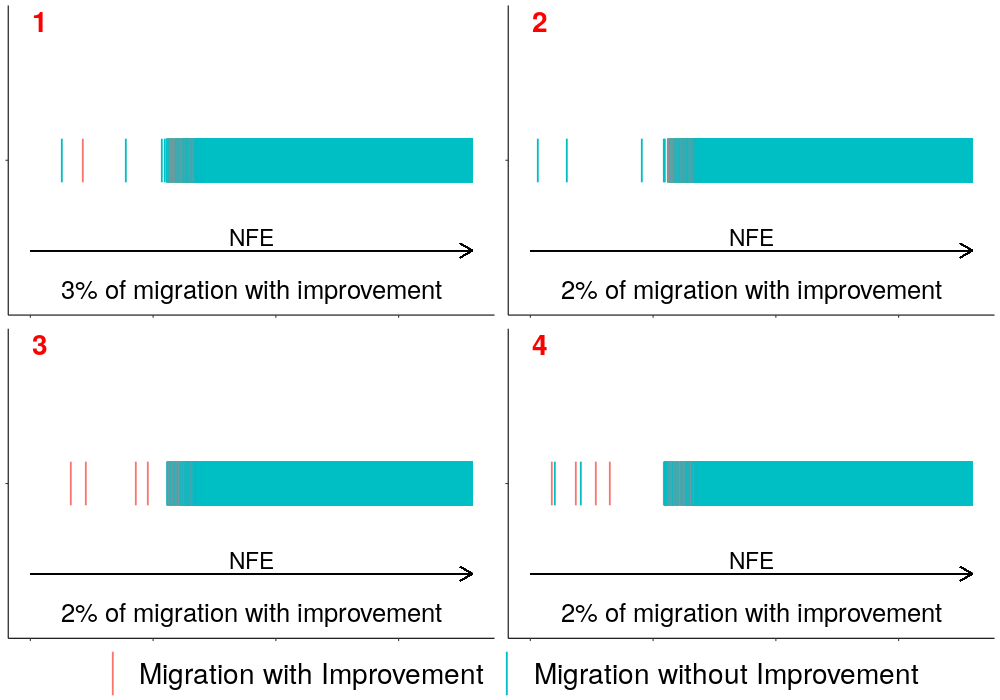 1
NFE
3% of migration with improvement
2
NFE
2% of migration with improvement
3
NFE
2% of migration with improvement
4
NFE
2% of migration with improvement
Migration with Improvement
Migration without Improvement